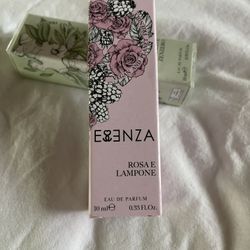 ESSENZA
ROSA E
LAMPONE
EAU DE PARFUM
10 ml ℮ 0.33 Fl.Oz.